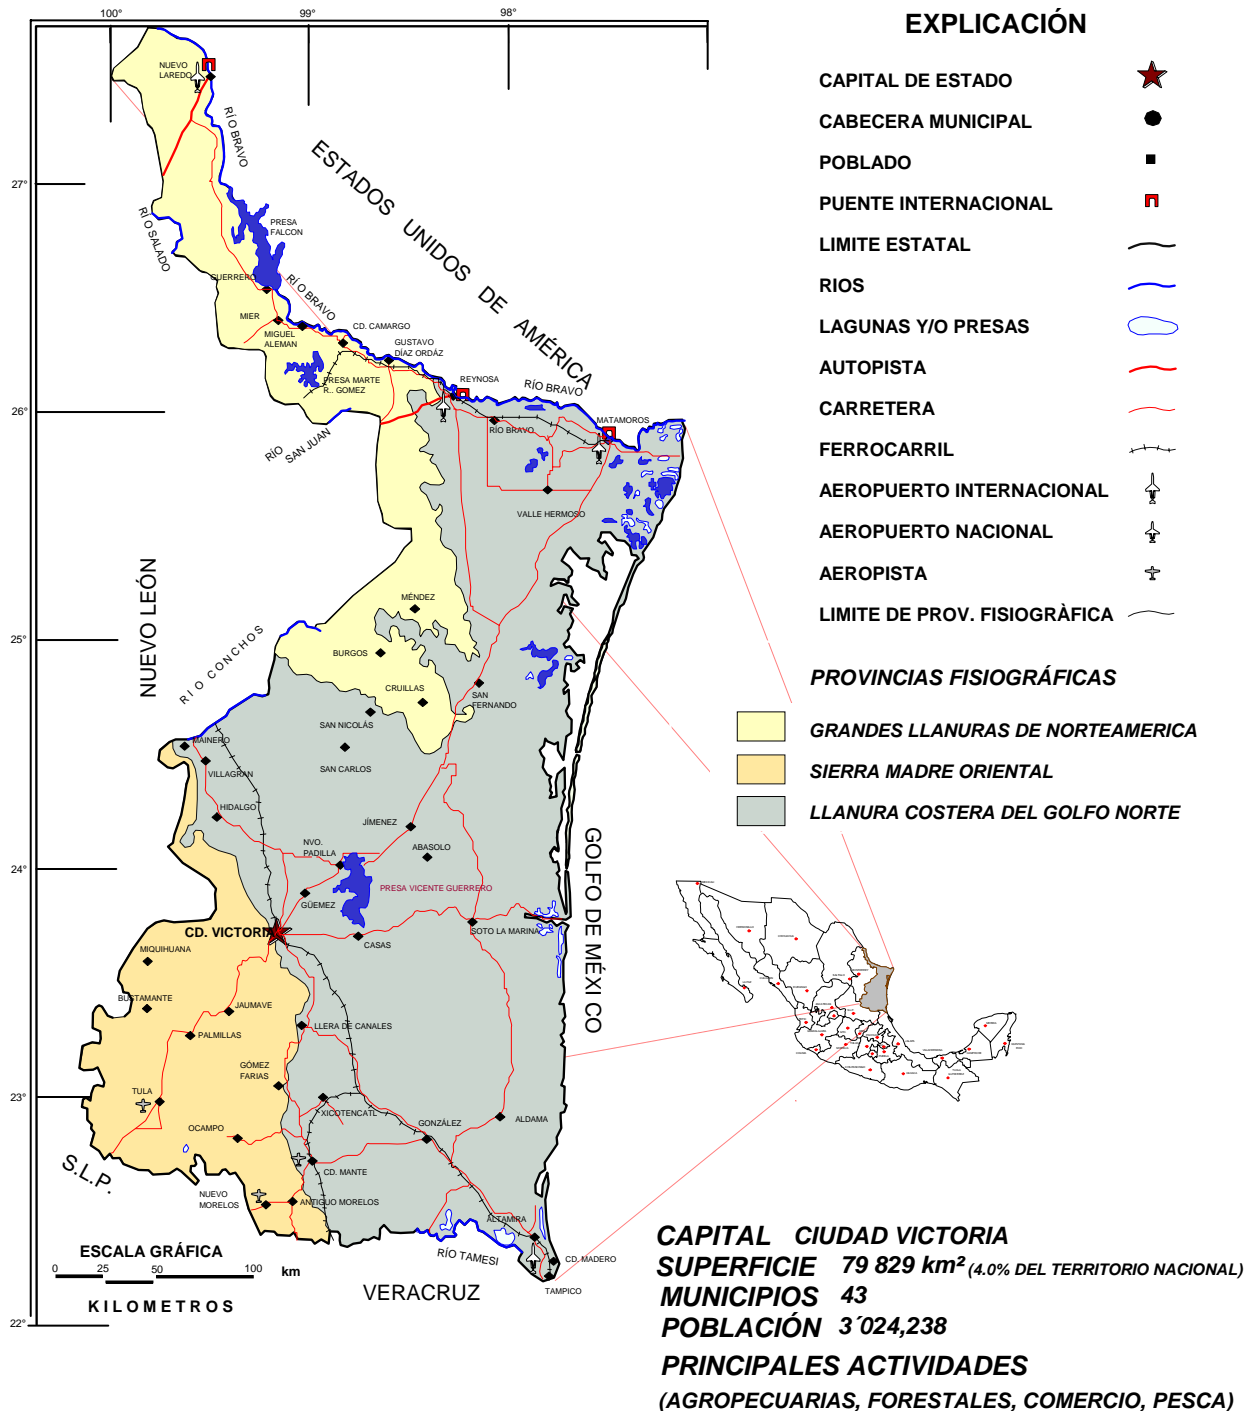 100°
99°
98°
EXPLICACIÓN
CAPITAL DE ESTADO
CABECERA MUNICIPAL
POBLADO
PUENTE INTERNACIONAL
LIMITE ESTATAL
RIOS
LAGUNAS Y/O PRESAS
AUTOPISTA
CARRETERA
FERROCARRIL
AEROPUERTO INTERNACIONAL
AEROPUERTO NACIONAL
AEROPISTA
LIMITE DE PROV. FISIOGRÀFICA
PROVINCIAS FISIOGRÁFICAS
GRANDES LLANURAS DE NORTEAMERICA
SIERRA MADRE ORIENTAL
LLANURA COSTERA DEL GOLFO NORTE
27°
26°
25°
24°
23°
22°
NUEVO
LAREDO
RÍO BRAVO
ESTADOS UNIDOS DE AMÉRICA
RÍO SALADO
PRESA
FALCON
GUERRERO
RÍO BRAVO
MIER
MIGUEL
ALEMAN
CD. CAMARGO
GUSTAVO
DÍAZ ORDÁZ
PRESA MARTE
R.. GOMEZ
REYNOSA
RÍO BRAVO
MATAMOROS
RÍO BRAVO
RÍO
SAN JUAN
VALLE HERMOSO
NUEVO LEÓN
MÉNDEZ
RIO CONCHOS
BURGOS
CRUILLAS
SAN
FERNANDO
SAN NICOLÁS
MAINERO
SAN CARLOS
VILLAGRAN
HIDALGO
JÍMENEZ
NVO.
PADILLA
ABASOLO
GOLFO DE MÉXICO
PRESA VICENTE GUERRERO
GÜEMEZ
CD. VICTORIA
SOTO LA MARINA
CASAS
MIQUIHUANA
BUSTAMANTE
JAUMAVE
LLERA DE CANALES
PALMILLAS
GÓMEZ
FARIAS
TULA
XICOTENCATL
ALDAMA
GONZÁLEZ
OCAMPO
S.L.P.
CD. MANTE
NUEVO
MORELOS
ANTIGUO MORELOS
ALTAMIRA
RÍO TAMESI
CD. MADERO
TAMPICO
VERACRUZ
ESCALA GRÁFICA
0 25 50 100 km
KILOMETROS
CAPITAL CIUDAD VICTORIA
SUPERFICIE 79 829 km² (4.0% DEL TERRITORIO NACIONAL)
MUNICIPIOS 43
POBLACIÓN 3´024,238
PRINCIPALES ACTIVIDADES
(AGROPECUARIAS, FORESTALES, COMERCIO, PESCA)